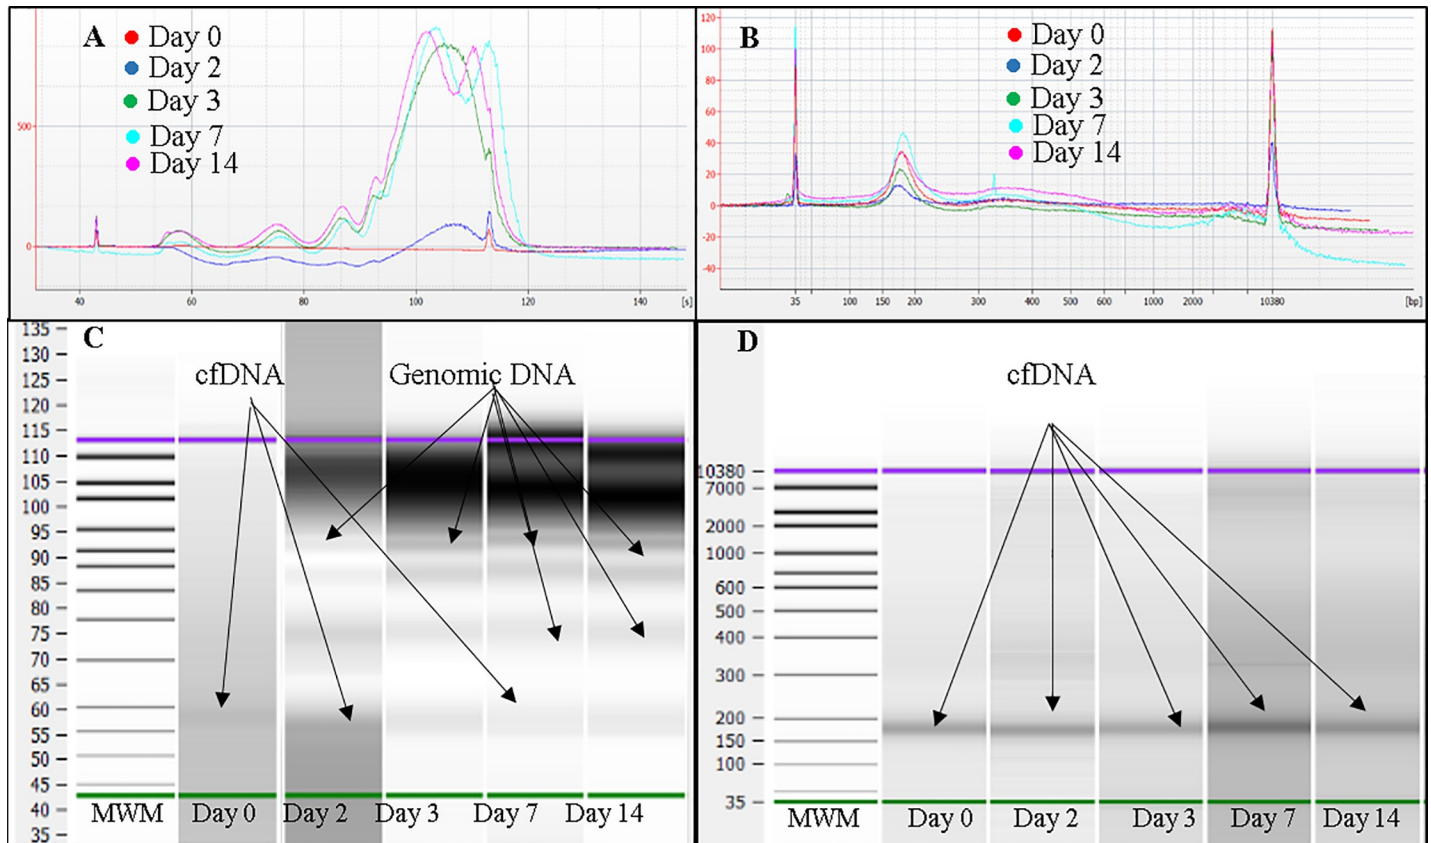 A
Day 0
Day 2
Day 3
Day 7
Day 14
500
0
40 60 80 100 120 140 [s]
B
Day 0
Day 2
Day 3
Day 7
Day 14
120
100
80
60
40
20
0
-20
-40
35 100 150 200 300 400 500 600 1000 2000 10380 [bp]
C
cfDNA Genomic DNA
135
130
125
120
115
110
105
100
95
90
85
80
75
70
65
60
55
50
45
40
35
MWM Day 0 Day 2 Day 3 Day 7 Day 14
D
cfDNA
10380
7000
2000
1000
600
500
400
300
200
150
100
35
MWM Day 0 Day 2 Day 3 Day 7 Day 14